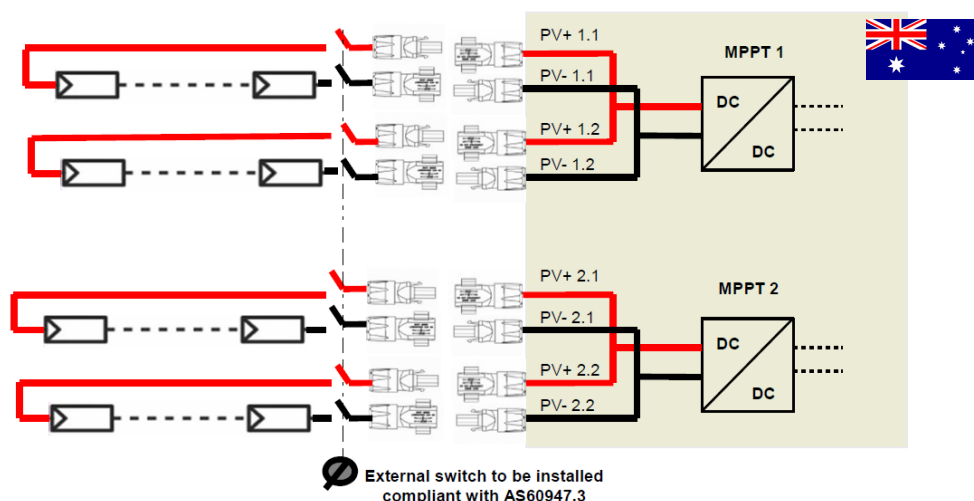 PV+ 1.1
MPPT 1
PV- 1.1
DC
PV+ 1.2
DC
PV- 1.2
PV+ 2.1
MPPT 2
PV- 2.1
DC
PV+ 2.2
DC
PV- 2.2
External switch to be installed
compliant with AS60947.3